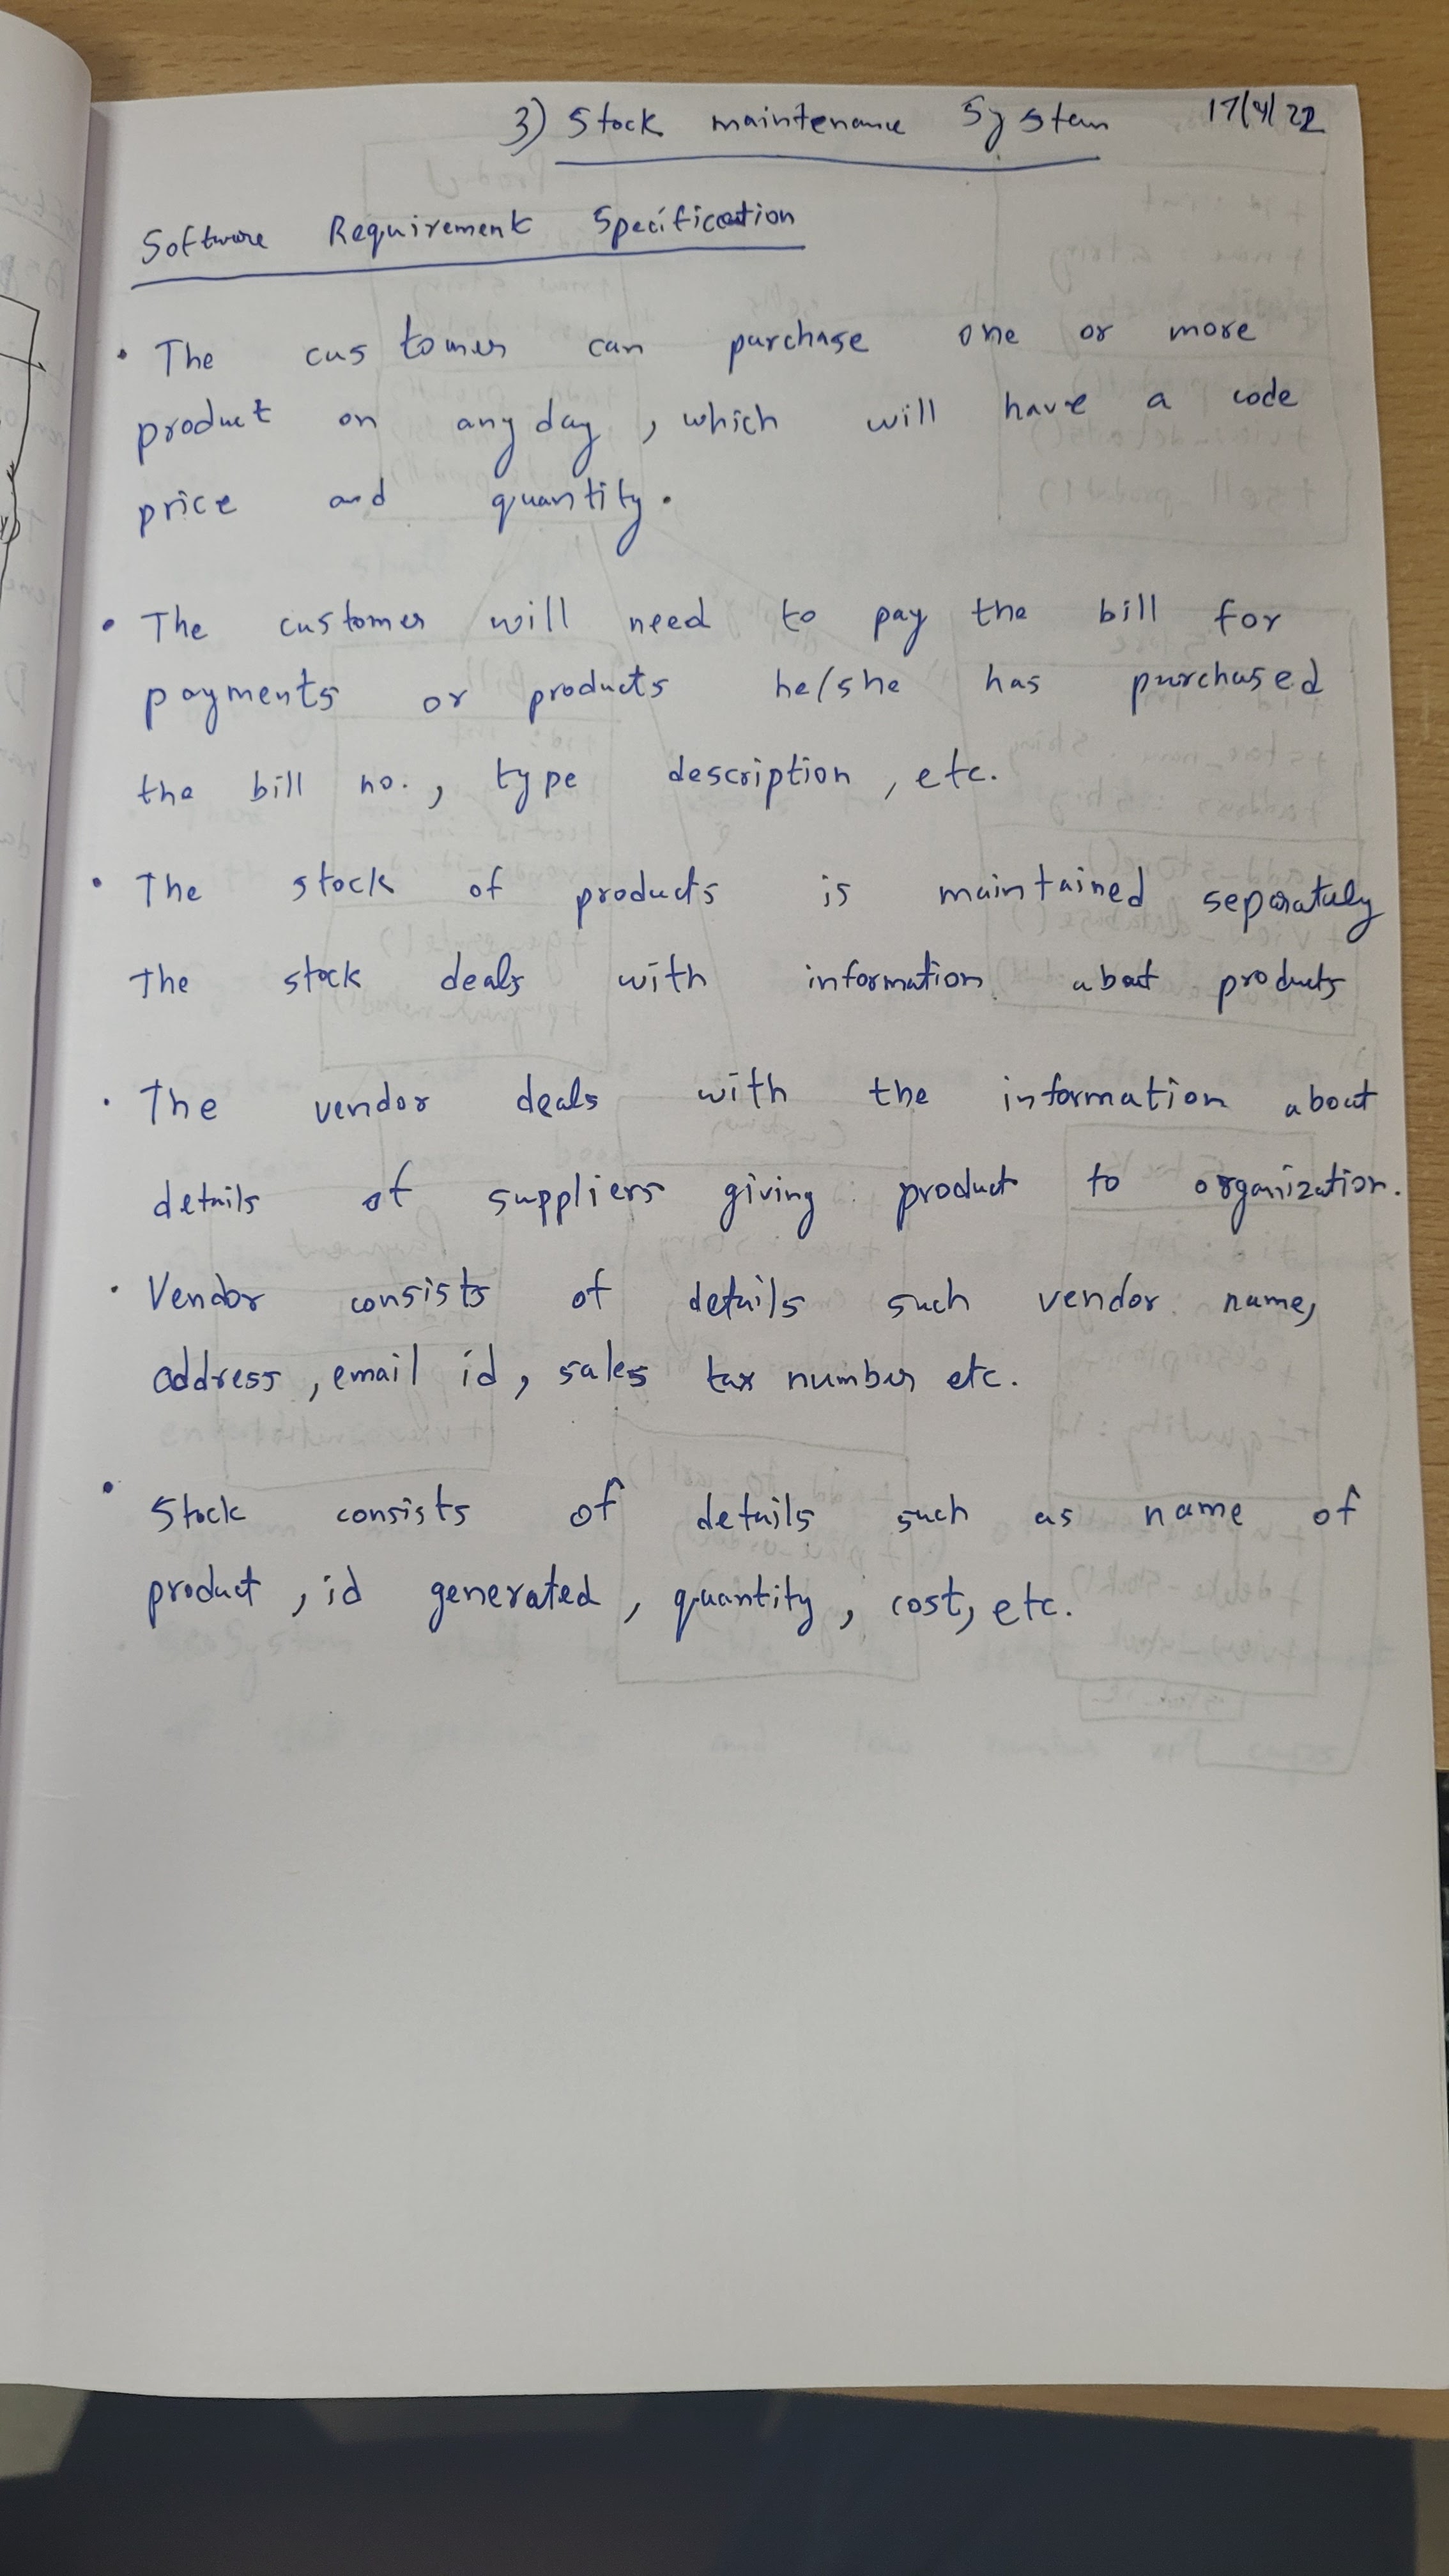 3) Stock maintenance System 17/4/22
Software Requirement Specification
• The customer can purchase one or more
product on any day, which will have a code
price and quantity.
• The customer will need to pay the bill for
payments or products he/she has purchased
the bill no., type description, etc.
• The stock of products is maintained separately
The stock deals with information about products
• The vendor deals with the information about
details of suppliers giving product to organization.
• Vendor consists of details such vendor name,
address, email id, sales tax number etc.
• Stock consists of details such as name of
product, id generated, quantity, cost, etc.